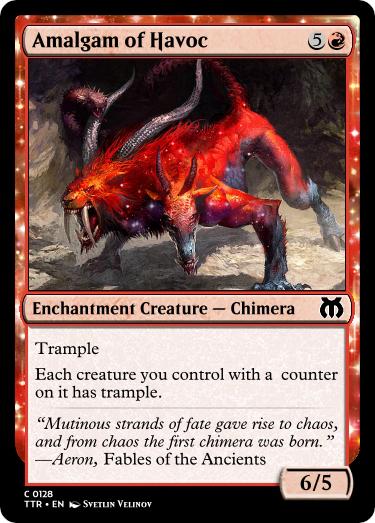 Amalgam of Havoc
5
Enchantment Creature — Chimera
Trample
Each creature you control with a counter
on it has trample.
“Mutinous strands of fate gave rise to chaos,
and from chaos the first chimera was born.”
—Aeron, Fables of the Ancients
6/5
C 0128
TTR • EN Svetlin Velinov